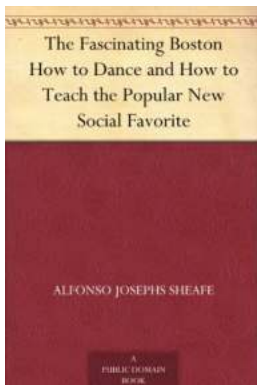 The Fascinating Boston
How to Dance and How to
Teach the Popular New
Social Favorite
ALFONSO JOSEPHS SHEAFE
A
PUBLIC DOMAIN
BOOK